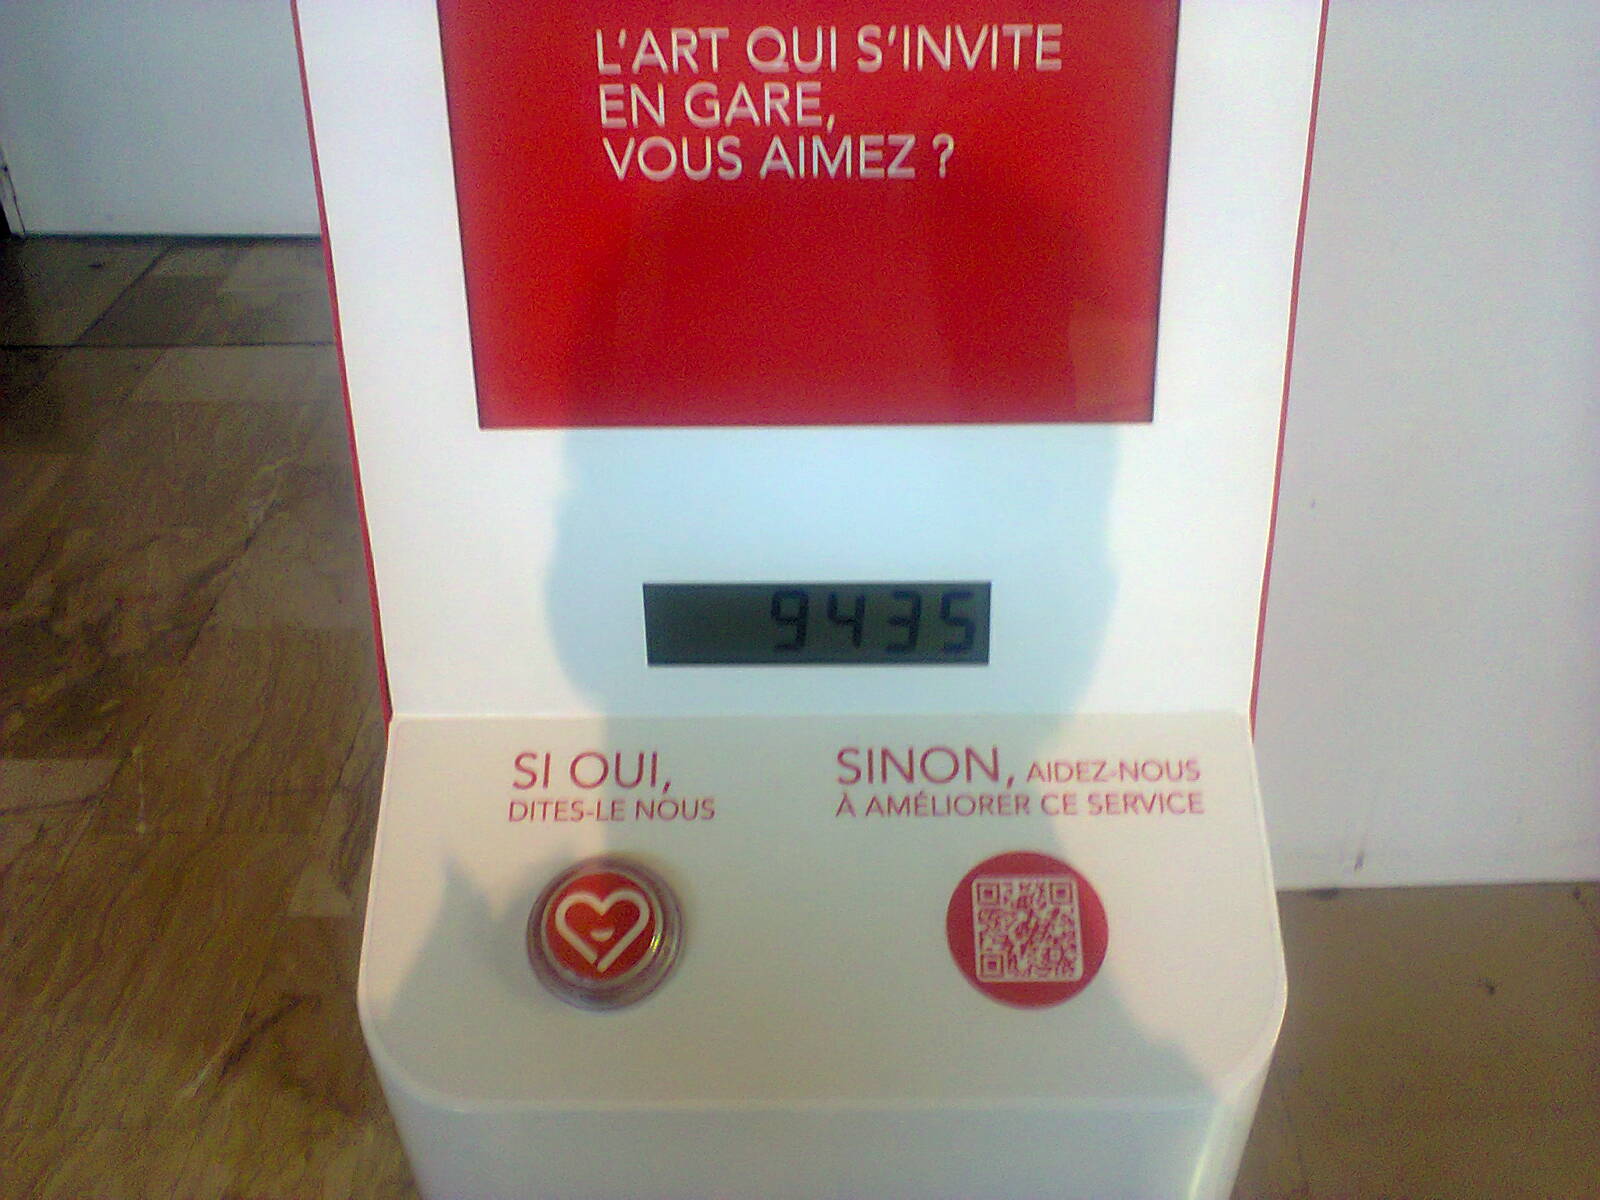 L'ART QUI S'INVITE
EN GARE,
VOUS AIMEZ ?
9435
SI OUI,
DITES-LE NOUS
SINON, AIDEZ-NOUS
À AMÉLIORER CE SERVICE